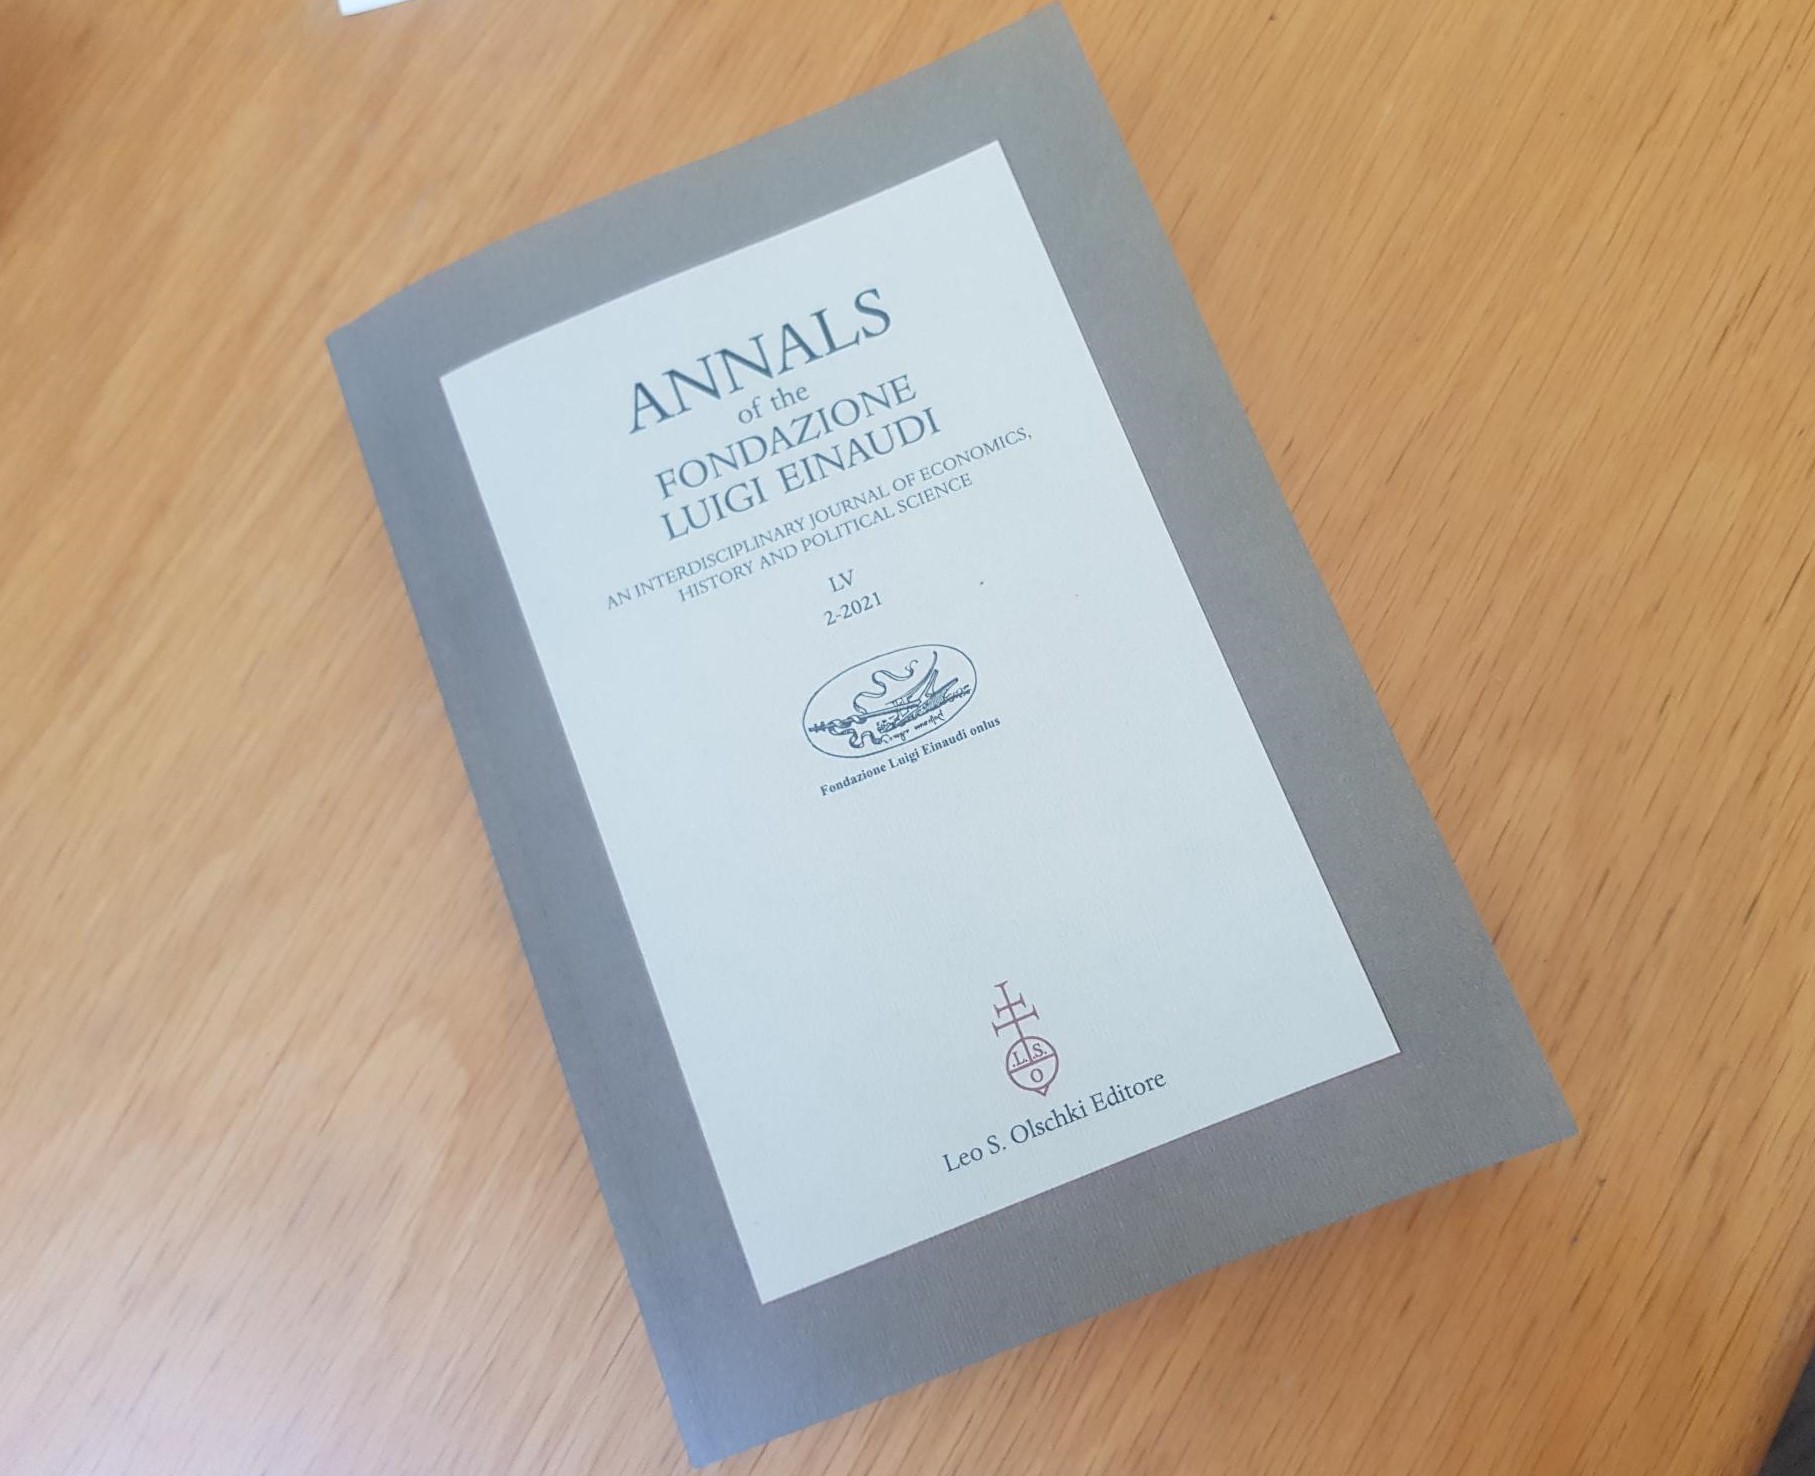 ANNALS
of the
FONDAZIONE
LUIGI EINAUDI
AN INTERDISCIPLINARY JOURNAL OF ECONOMICS,
HISTORY AND POLITICAL SCIENCE
LV
2-2021
Fondazione Luigi Einaudi onlus
.L. S.
O
Leo S. Olschki Editore